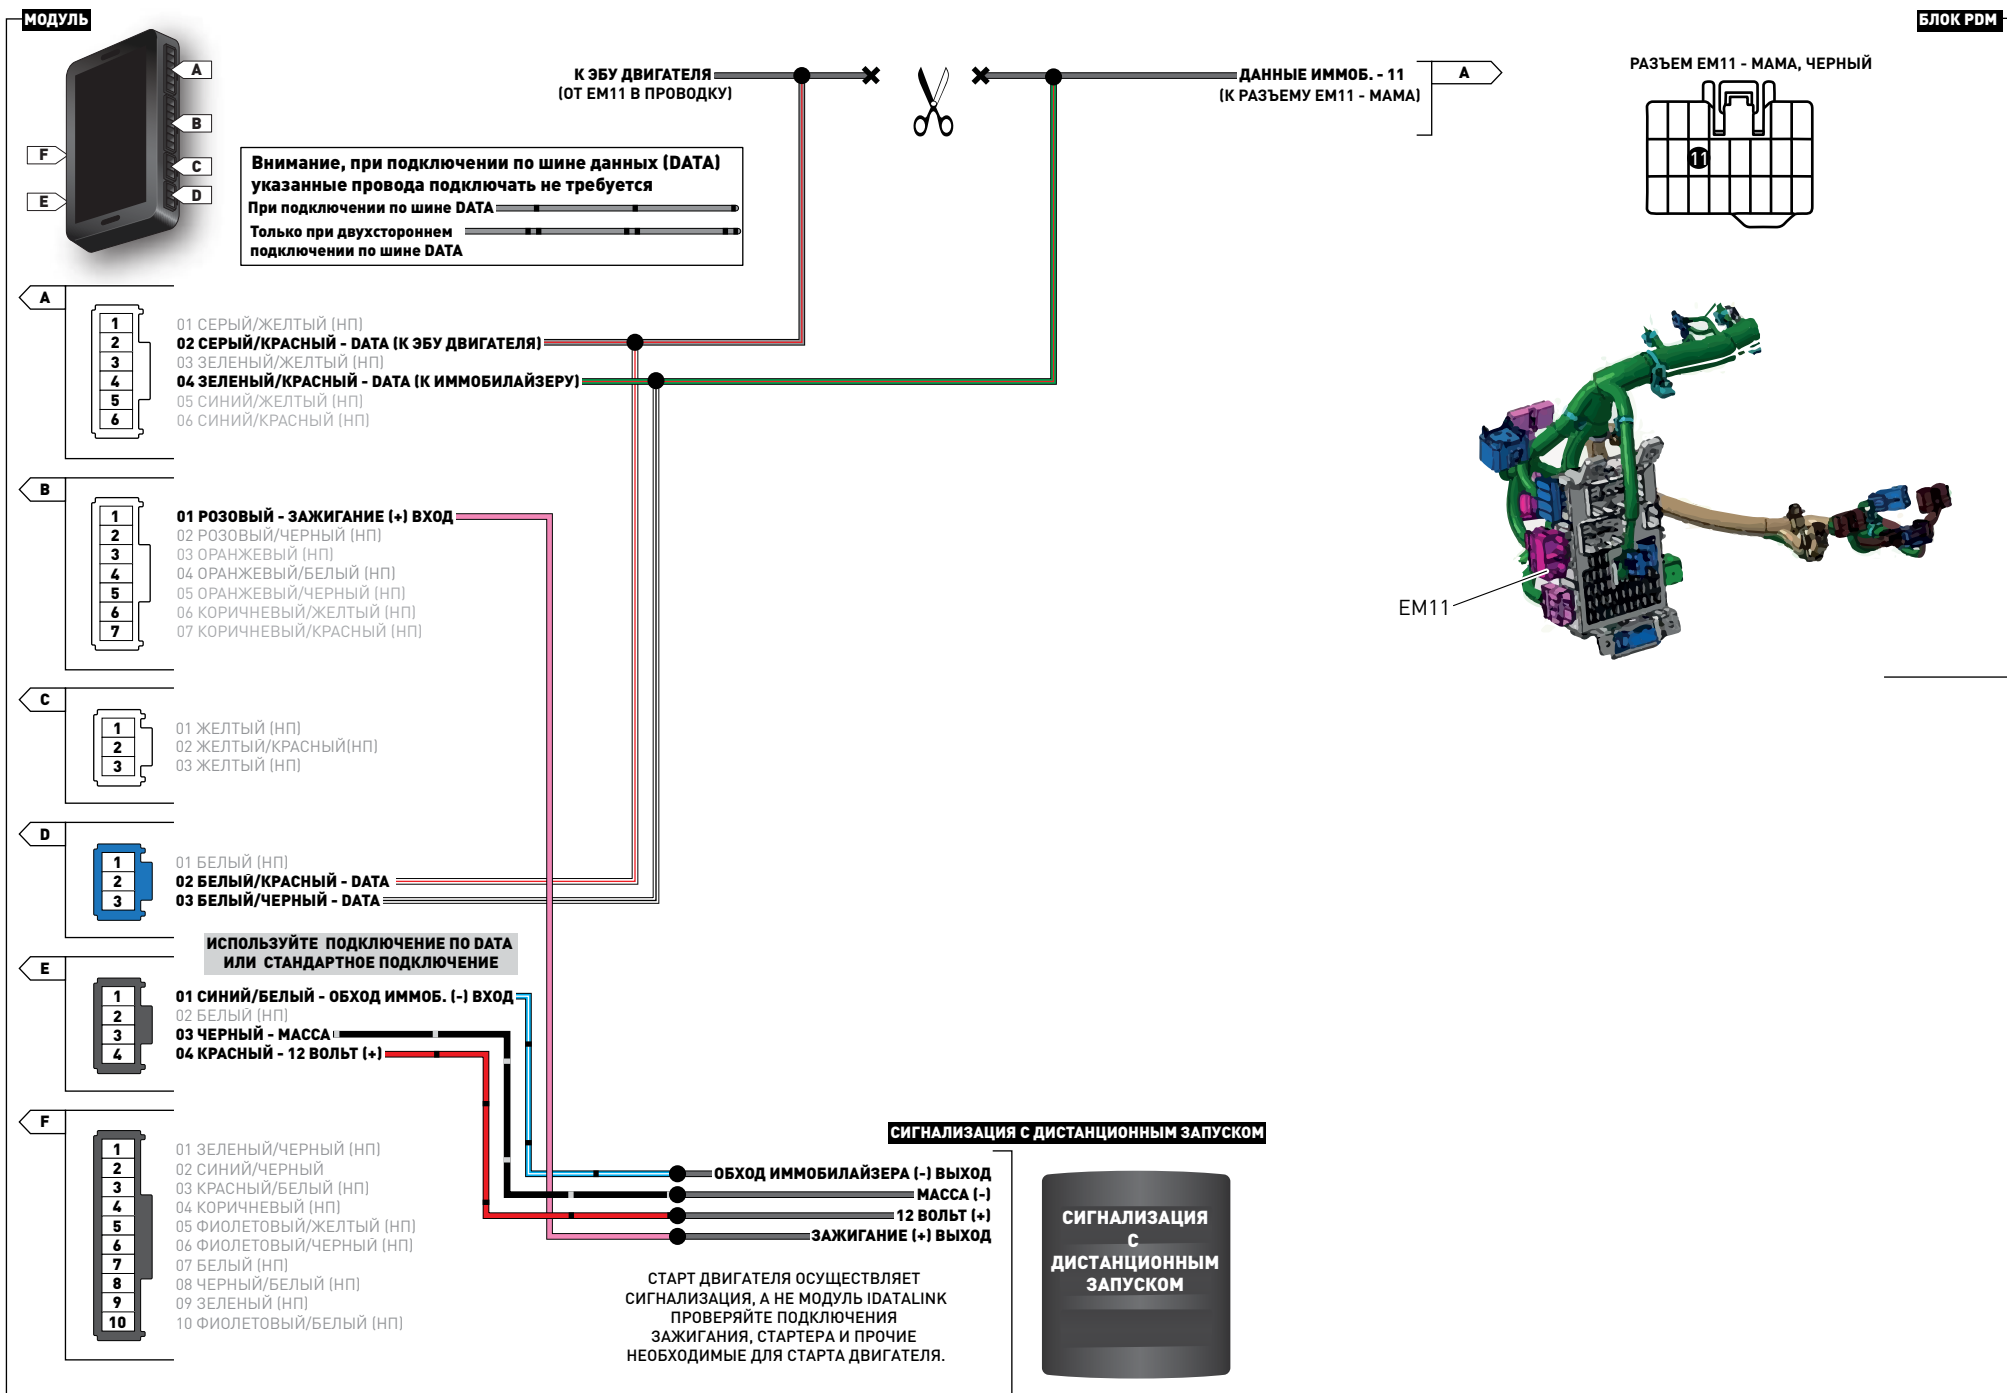 МОДУЛЬ
БЛОК PDM
A
B
C
D
F
E
К ЭБУ ДВИГАТЕЛЯ
(ОТ EM11 В ПРОВОДКУ)
ДАННЫЕ ИММОБ. - 11
(К РАЗЪЕМУ EM11 - МАМА)
A
РАЗЪЕМ EM11 - МАМА, ЧЕРНЫЙ
11
Внимание, при подключении по шине данных (DATA)
указанные провода подключать не требуется
При подключении по шине DATA
Только при двухстороннем
подключении по шине DATA
A
1
2
3
4
5
6
01 СЕРЫЙ/ЖЕЛТЫЙ (НП)
02 СЕРЫЙ/КРАСНЫЙ - DATA (К ЭБУ ДВИГАТЕЛЯ)
03 ЗЕЛЕНЫЙ/ЖЕЛТЫЙ (НП)
04 ЗЕЛЕНЫЙ/КРАСНЫЙ - DATA (К ИММОБИЛАЙЗЕРУ)
05 СИНИЙ/ЖЕЛТЫЙ (НП)
06 СИНИЙ/КРАСНЫЙ (НП)
B
1
2
3
4
5
6
7
01 РОЗОВЫЙ - ЗАЖИГАНИЕ (+) ВХОД
02 РОЗОВЫЙ/ЧЕРНЫЙ (НП)
03 ОРАНЖЕВЫЙ (НП)
04 ОРАНЖЕВЫЙ/БЕЛЫЙ (НП)
05 ОРАНЖЕВЫЙ/ЧЕРНЫЙ (НП)
06 КОРИЧНЕВЫЙ/ЖЕЛТЫЙ (НП)
07 КОРИЧНЕВЫЙ/КРАСНЫЙ (НП)
EM11
C
1
2
3
01 ЖЕЛТЫЙ (НП)
02 ЖЕЛТЫЙ/КРАСНЫЙ(НП)
03 ЖЕЛТЫЙ (НП)
D
1
2
3
01 БЕЛЫЙ (НП)
02 БЕЛЫЙ/КРАСНЫЙ - DATA
03 БЕЛЫЙ/ЧЕРНЫЙ - DATA
ИСПОЛЬЗУЙТЕ ПОДКЛЮЧЕНИЕ ПО DATA
ИЛИ СТАНДАРТНОЕ ПОДКЛЮЧЕНИЕ
E
1
2
3
4
01 СИНИЙ/БЕЛЫЙ - ОБХОД ИММОБ. (-) ВХОД
02 БЕЛЫЙ (НП)
03 ЧЕРНЫЙ - МАССА
04 КРАСНЫЙ - 12 ВОЛЬТ (+)
F
1
2
3
4
5
6
7
8
9
10
01 ЗЕЛЕНЫЙ/ЧЕРНЫЙ (НП)
02 СИНИЙ/ЧЕРНЫЙ
03 КРАСНЫЙ/БЕЛЫЙ (НП)
04 КОРИЧНЕВЫЙ (НП)
05 ФИОЛЕТОВЫЙ/ЖЕЛТЫЙ (НП)
06 ФИОЛЕТОВЫЙ/ЧЕРНЫЙ (НП)
07 БЕЛЫЙ (НП)
08 ЧЕРНЫЙ/БЕЛЫЙ (НП)
09 ЗЕЛЕНЫЙ (НП)
10 ФИОЛЕТОВЫЙ/БЕЛЫЙ (НП)
СИГНАЛИЗАЦИЯ С ДИСТАНЦИОННЫМ ЗАПУСКОМ
ОБХОД ИММОБИЛАЙЗЕРА (-) ВЫХОД
МАССА (-)
12 ВОЛЬТ (+)
ЗАЖИГАНИЕ (+) ВЫХОД
СИГНАЛИЗАЦИЯ
С
ДИСТАНЦИОННЫМ
ЗАПУСКОМ
СТАРТ ДВИГАТЕЛЯ ОСУЩЕСТВЛЯЕТ
СИГНАЛИЗАЦИЯ, А НЕ МОДУЛЬ IDATALINK
ПРОВЕРЯЙТЕ ПОДКЛЮЧЕНИЯ
ЗАЖИГАНИЯ, СТАРТЕРА И ПРОЧИЕ
НЕОБХОДИМЫЕ ДЛЯ СТАРТА ДВИГАТЕЛЯ.